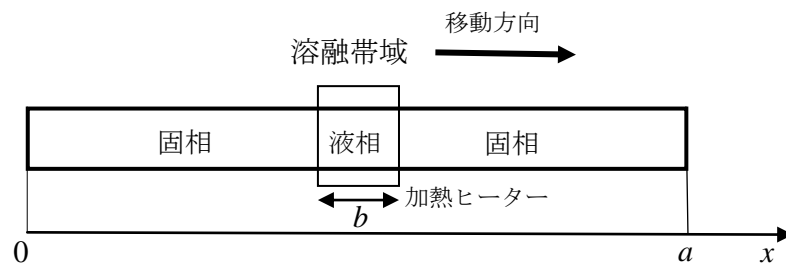 移動方向
溶融帯域
固相 液相 固相
加熱ヒーター
b
0 a x